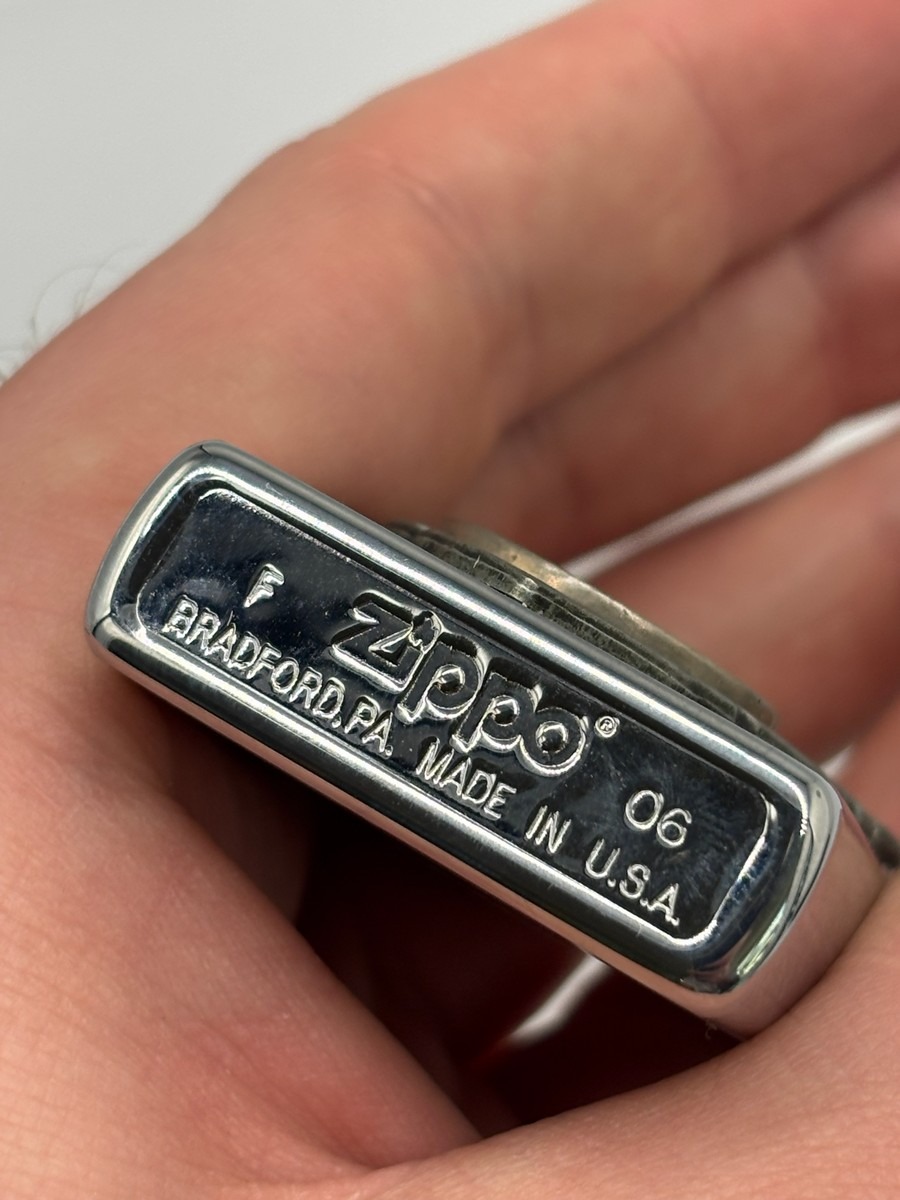 F zippo® 06
BRADFORD,PA. MADE IN U.S.A.